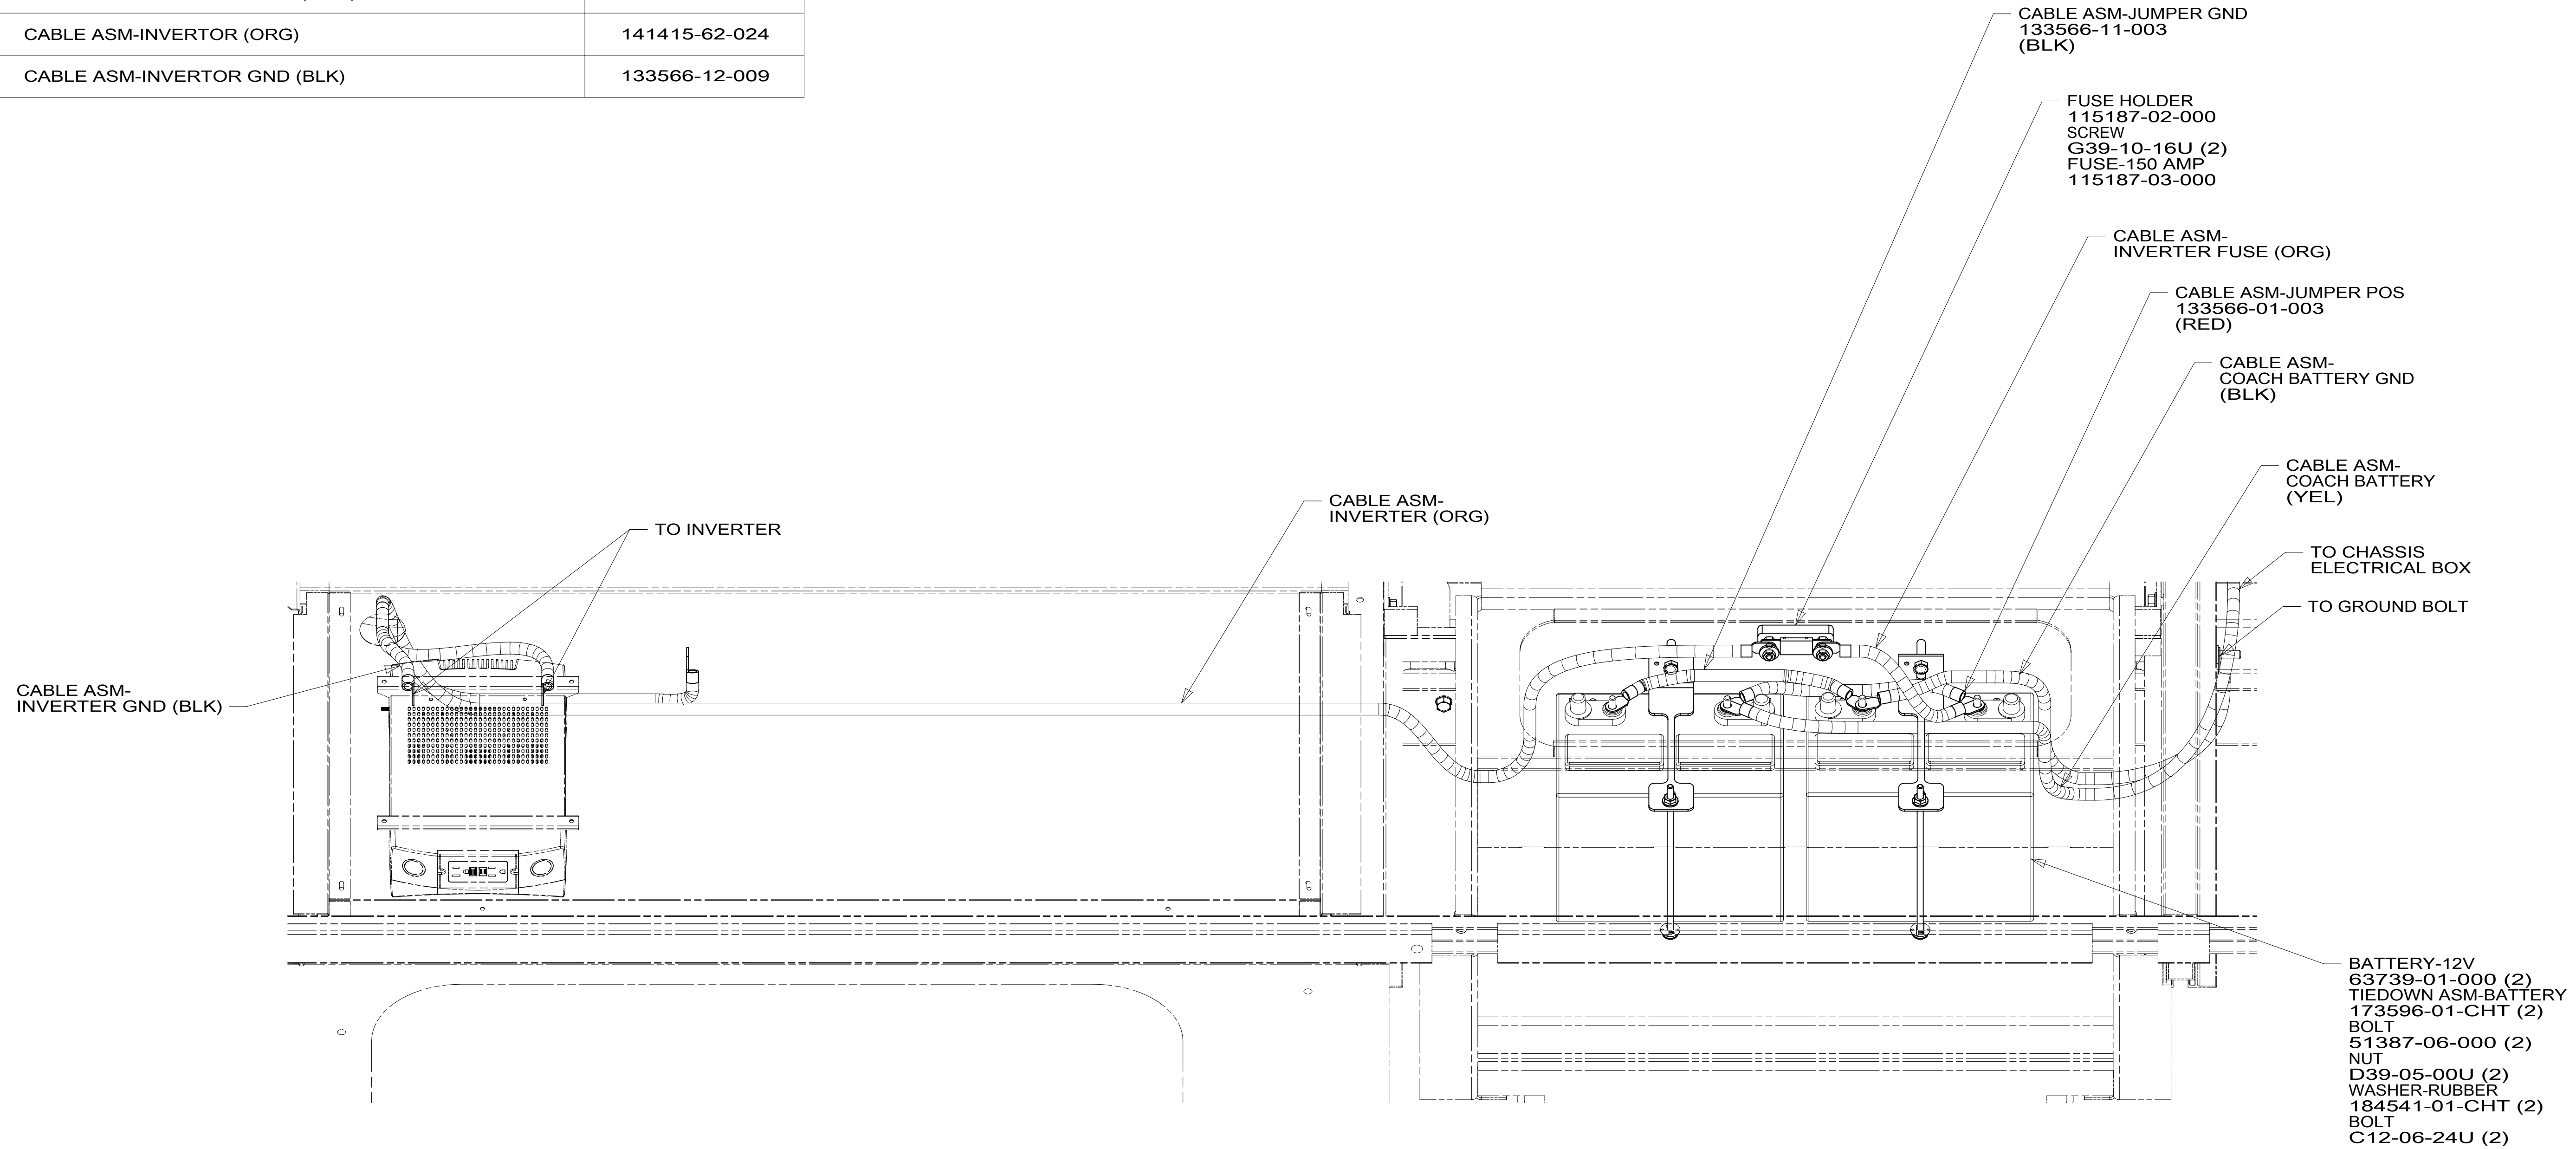 CABLE ASM-INVERTOR (ORG) 141415-62-024
CABLE ASM-INVERTOR GND (BLK) 133566-12-009
CABLE ASM-JUMPER GND
133566-11-003
(BLK)
FUSE HOLDER
115187-02-000
SCREW
G39-10-16U (2)
FUSE-150 AMP
115187-03-000
CABLE ASM-
INVERTER FUSE (ORG)
CABLE ASM-JUMPER POS
133566-01-003
(RED)
CABLE ASM-
COACH BATTERY GND
(BLK)
CABLE ASM-
COACH BATTERY
(YEL)
CABLE ASM-
INVERTER (ORG)
TO INVERTER
TO CHASSIS
ELECTRICAL BOX
TO GROUND BOLT
CABLE ASM-
INVERTER GND (BLK)
BATTERY-12V
63739-01-000 (2)
TIEDOWN ASM-BATTERY
173596-01-CHT (2)
BOLT
51387-06-000 (2)
NUT
D39-05-00U (2)
WASHER-RUBBER
184541-01-CHT (2)
BOLT
C12-06-24U (2)